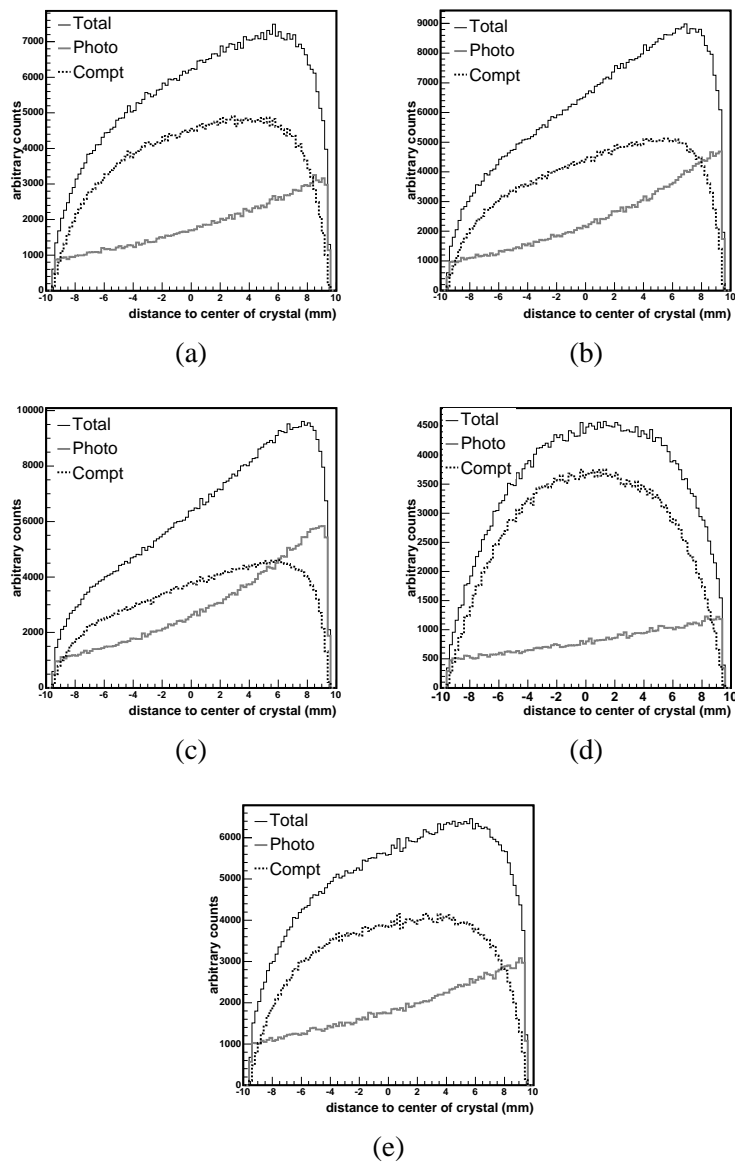 Total
Photo
Compt
arbitrary counts
7000
6000
5000
4000
3000
2000
1000
0
-10 -8 -6 -4 -2 0 2 4 6 8 10
distance to center of crystal (mm)
(a)
Total
Photo
Compt
arbitrary counts
9000
8000
7000
6000
5000
4000
3000
2000
1000
0
-10 -8 -6 -4 -2 0 2 4 6 8 10
distance to center of crystal (mm)
(b)
Total
Photo
Compt
arbitrary counts
10000
8000
6000
4000
2000
0
-10 -8 -6 -4 -2 0 2 4 6 8 10
distance to center of crystal (mm)
(c)
Total
Photo
Compt
arbitrary counts
4500
4000
3500
3000
2500
2000
1500
1000
500
0
-10 -8 -6 -4 -2 0 2 4 6 8 10
distance to center of crystal (mm)
(d)
Total
Photo
Compt
arbitrary counts
6000
5000
4000
3000
2000
1000
0
-10 -8 -6 -4 -2 0 2 4 6 8 10
distance to center of crystal (mm)
(e)